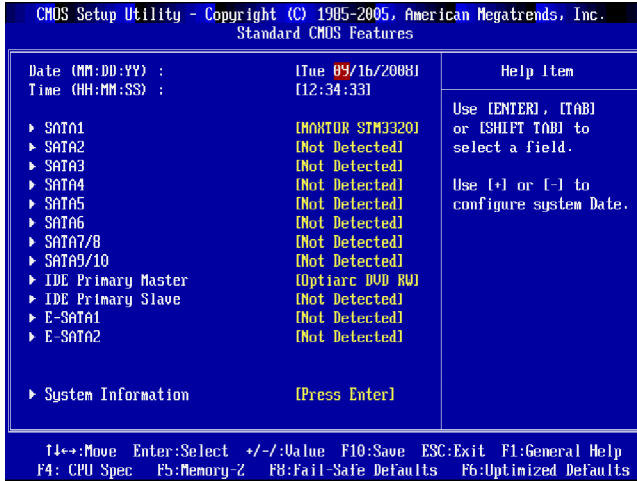 CMOS Setup Utility - Copyright (C) 1985-2005, American Megatrends, Inc.
Standard CMOS Features
Date (MM:DD:YY) : [Tue 09/16/2008]
Time (HH:MM:SS) : [12:34:33]
▶ SATA1 [MAXTOR STM3320]
▶ SATA2 [Not Detected]
▶ SATA3 [Not Detected]
▶ SATA4 [Not Detected]
▶ SATA5 [Not Detected]
▶ SATA6 [Not Detected]
▶ SATA7/8 [Not Detected]
▶ SATA9/10 [Not Detected]
▶ IDE Primary Master [Optiarc DVD RW]
▶ IDE Primary Slave [Not Detected]
▶ E-SATA1 [Not Detected]
▶ E-SATA2 [Not Detected]
▶ System Information [Press Enter]
Help Item
Use [ENTER], [TAB]
or [SHIFT TAB] to
select a field.
Use [+] or [-] to
configure system Date.
↑↓←→:Move Enter:Select +/-/:Value F10:Save ESC:Exit F1:General Help
F4: CPU Spec F5:Memory-Z F8:Fail-Safe Defaults F6:Optimized Defaults